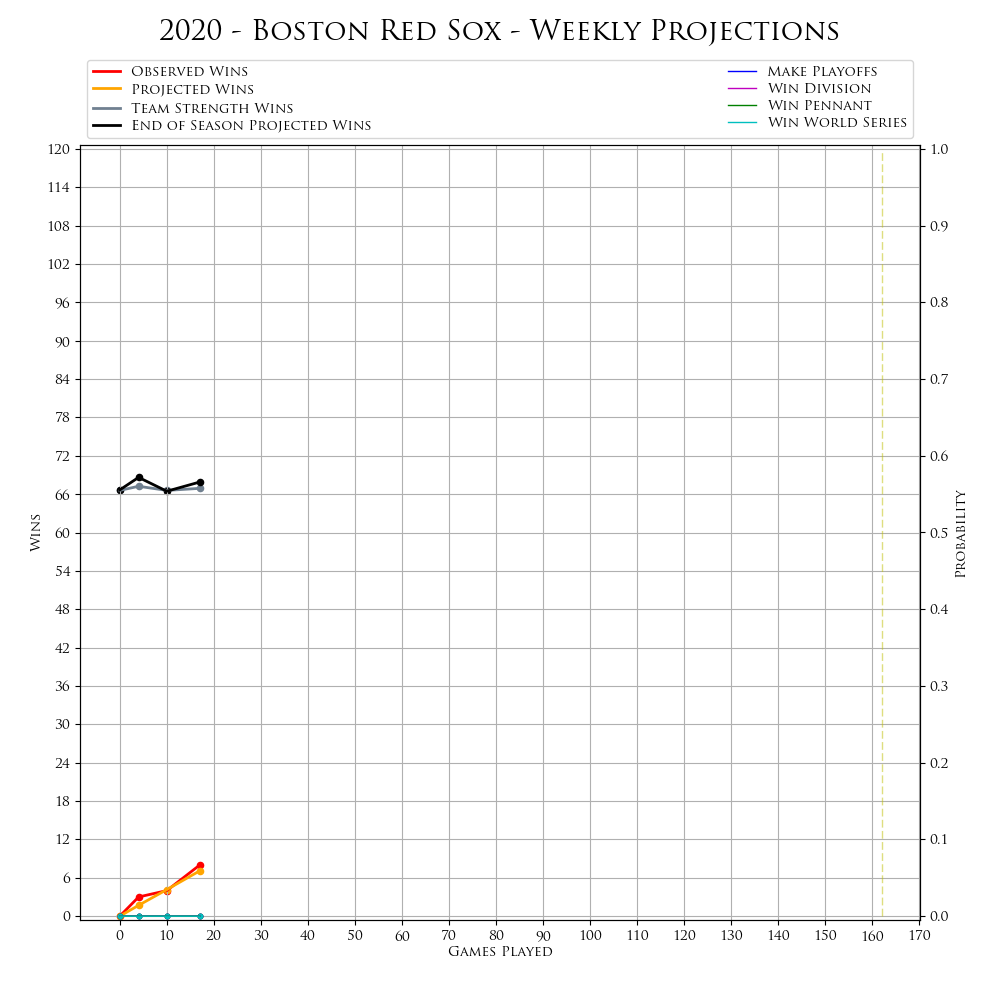 2020 - Boston Red Sox - Weekly Projections
Observed Wins
Projected Wins
Team Strength Wins
End of Season Projected Wins
Make Playoffs
Win Division
Win Pennant
Win World Series
120
114
108
102
96
90
84
78
72
66
60
54
48
42
36
30
24
18
12
6
0
Wins
1.0
0.9
0.8
0.7
0.6
0.5
0.4
0.3
0.2
0.1
0.0
Probability
0 10 20 30 40 50 60 70 80 90 100 110 120 130 140 150 160 170
Games Played